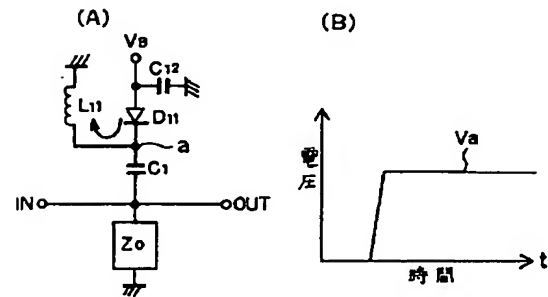 (A)
VB
C12
L11
D11
a
C1
IN
OUT
Zo
(B)
電圧
Va
時間
t